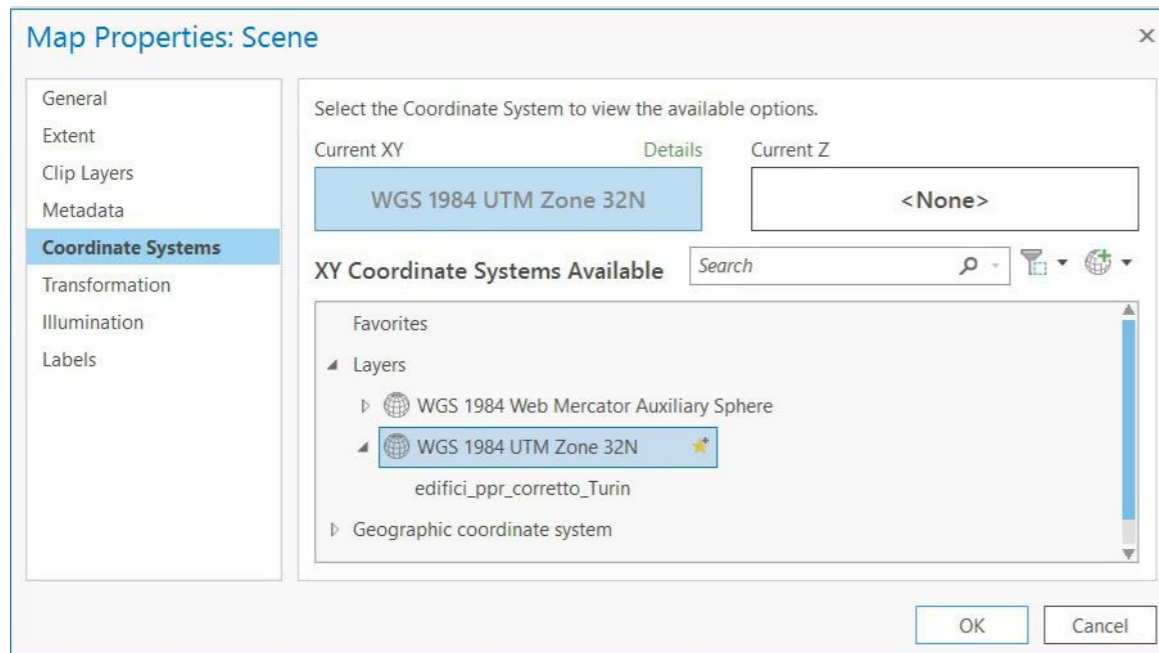 Map Properties: Scene
General
Extent
Clip Layers
Metadata
Coordinate Systems
Transformation
Illumination
Labels
Select the Coordinate System to view the available options.
Current XY Details Current Z
WGS 1984 UTM Zone 32N <None>
XY Coordinate Systems Available Search
Favorites
Layers
WGS 1984 Web Mercator Auxiliary Sphere
WGS 1984 UTM Zone 32N
edifici_ppr_corretto_Turin
Geographic coordinate system
OK Cancel